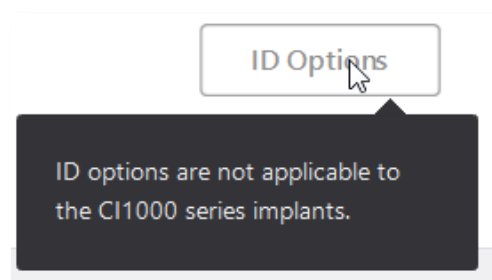 ID Options
ID options are not applicable to
the CI1000 series implants.